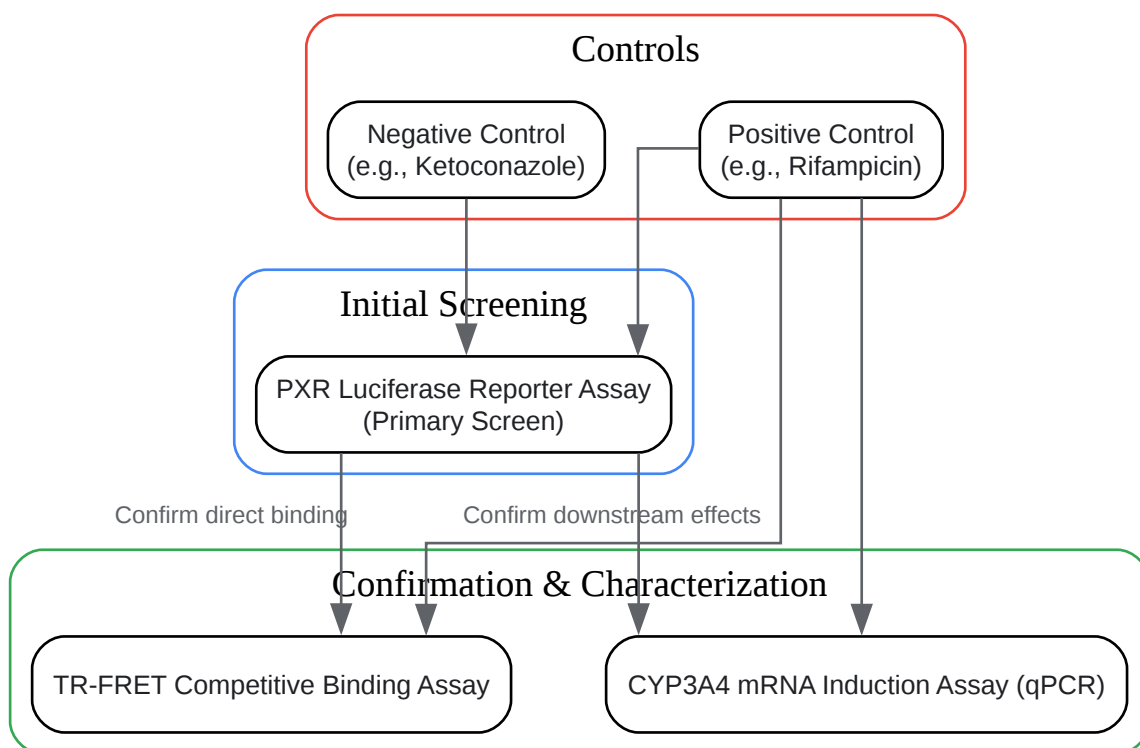 Controls
Negative Control
(e.g., Ketoconazole)
Positive Control
(e.g., Rifampicin)
Initial Screening
PXR Luciferase Reporter Assay
(Primary Screen)
Confirm direct binding
Confirm downstream effects
Confirmation & Characterization
TR-FRET Competitive Binding Assay
CYP3A4 mRNA Induction Assay (qPCR)